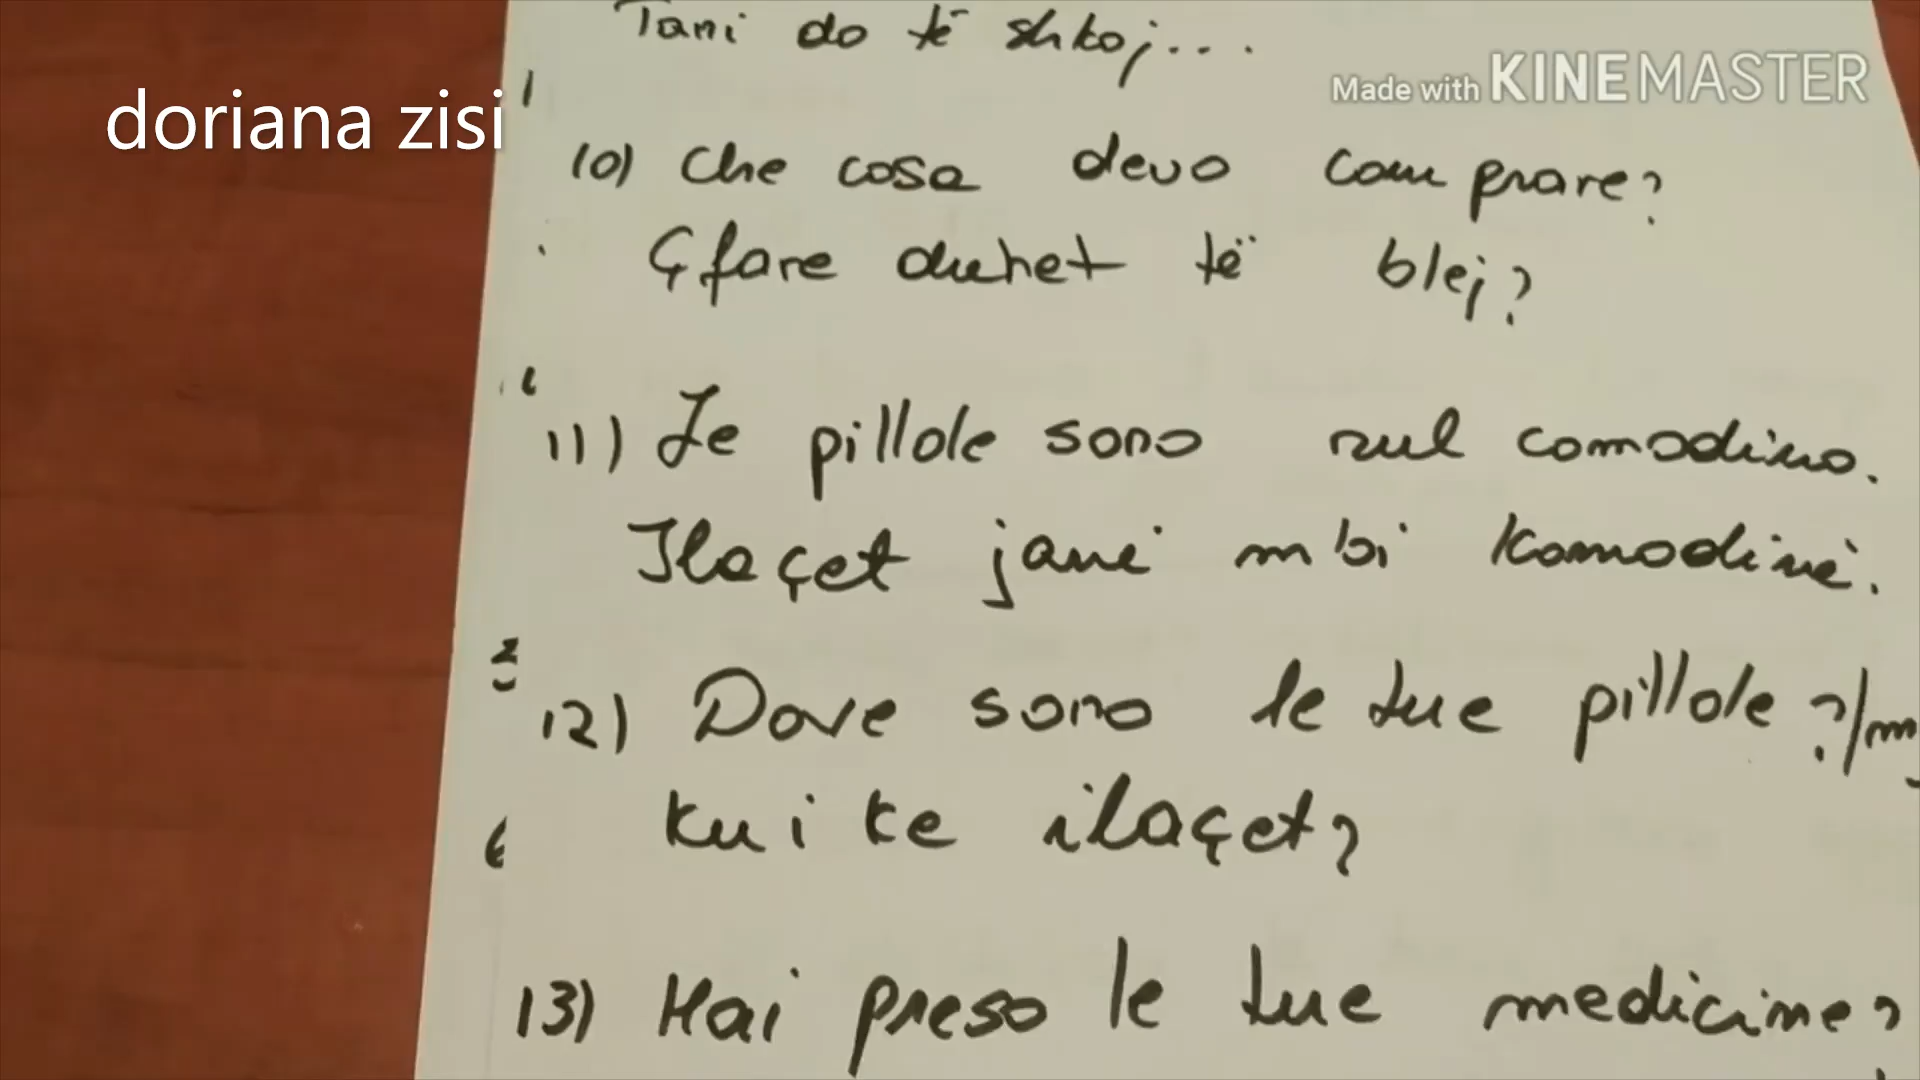 Tani do të shkoj...
Made with KINEMASTER
doriana zisi
10) Che cosa devo comprare?
Çfare duhet të blej?
11) Le pillole sono sul comodino.
Ilaçet janë mbi komodinë.
12) Dove sono le tue pillole?/
Ku i ke ilaçet?
13) Hai preso le tue medicine?